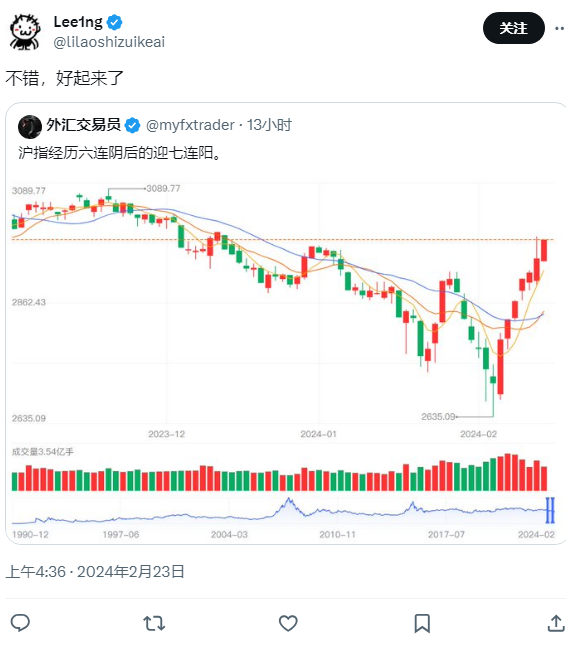 Lee1ng
@lilaoshizuikeai
关注
不错，好起来了
外汇交易员 @myfxtrader · 13小时
沪指经历六连阴后的迎七连阳。
3089.77
3089.77
2862.43
2635.09
2635.09
2023-12 2024-01 2024-02
成交量3.54亿手
1990-12 1997-06 2004-03 2010-11 2017-07 2024-02
上午4:36 · 2024年2月23日